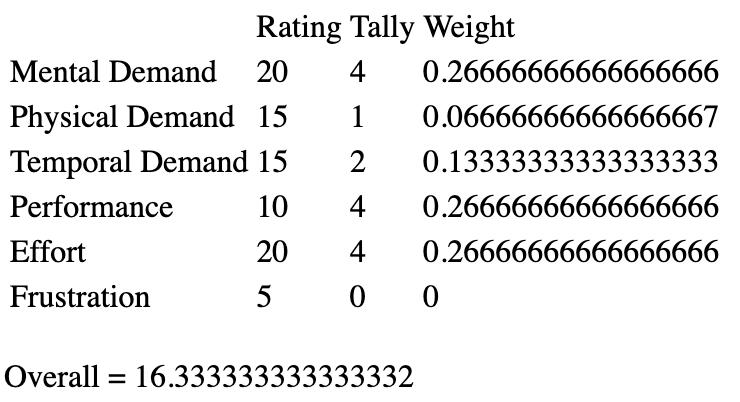 Rating Tally Weight
Mental Demand 20 4 0.26666666666666666
Physical Demand 15 1 0.06666666666666667
Temporal Demand 15 2 0.13333333333333333
Performance 10 4 0.26666666666666666
Effort 20 4 0.26666666666666666
Frustration 5 0 0
Overall = 16.333333333333332